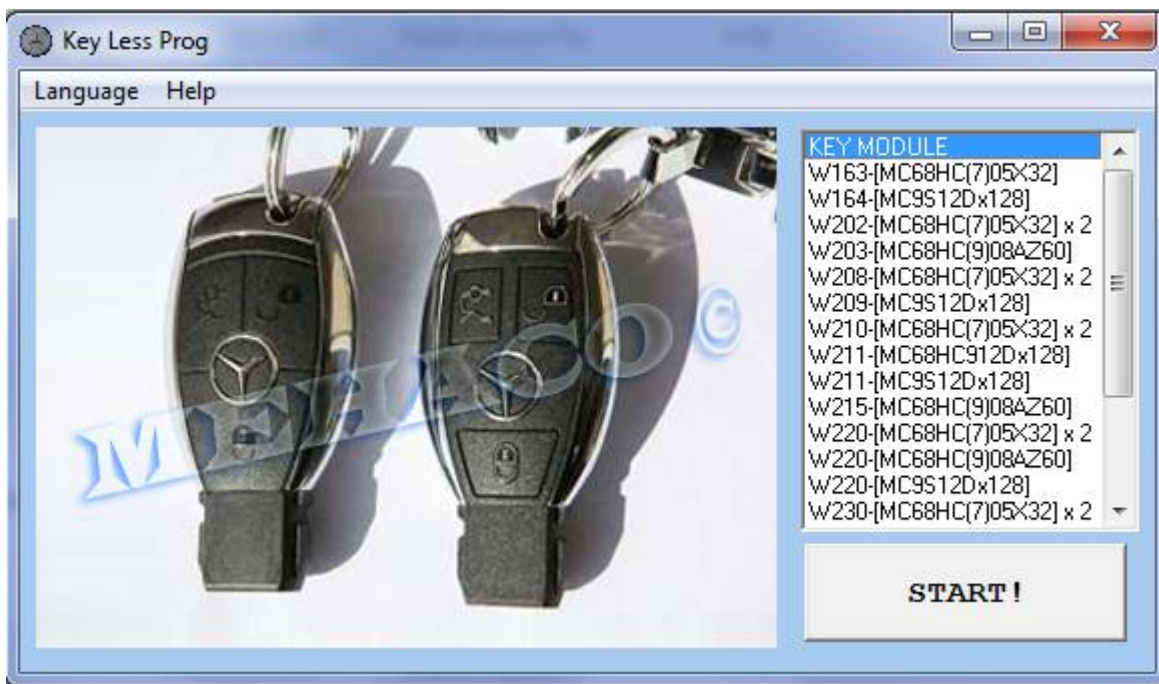 Key Less Prog
Language Help
MEHACO ©
KEY MODULE
W163-[MC68HC(7)05X32]
W164-[MC9S12Dx128]
W202-[MC68HC(7)05X32] x 2
W203-[MC68HC(9)08AZ60]
W208-[MC68HC(7)05X32] x 2
W209-[MC9S12Dx128]
W210-[MC68HC(7)05X32] x 2
W211-[MC68HC912Dx128]
W211-[MC9S12Dx128]
W215-[MC68HC(9)08AZ60]
W220-[MC68HC(7)05X32] x 2
W220-[MC68HC(9)08AZ60]
W220-[MC9S12Dx128]
W230-[MC68HC(7)05X32] x 2
START!